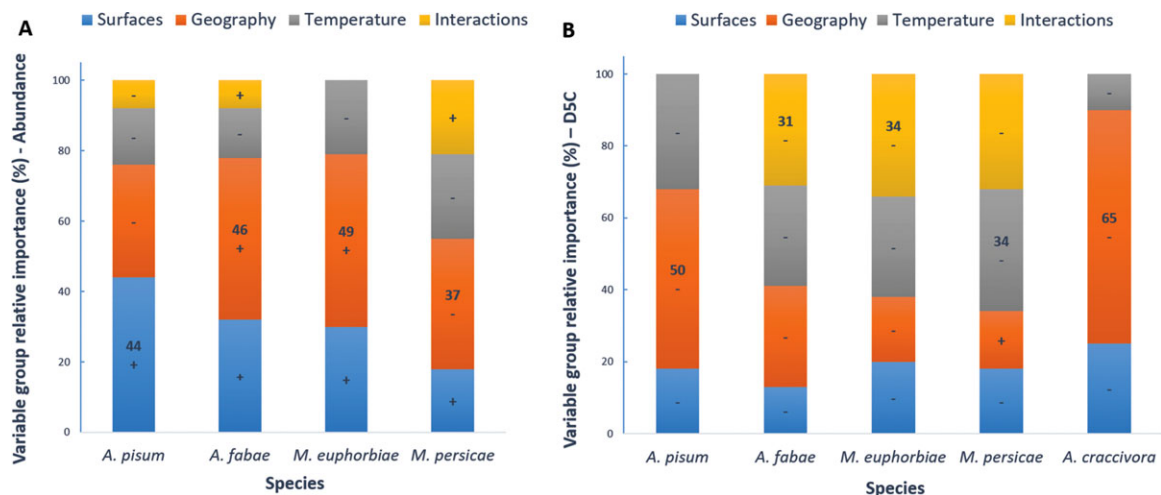 A
Surfaces Geography Temperature Interactions
Variable group relative importance (%) - Abundance
100
80
60
40
20
0
- + - +
- - - -
- 46 + 49 + 37 -
44 + + + +
A. pisum A. fabae M. euphorbiae M. persicae
Species
B
Surfaces Geography Temperature Interactions
Variable group relative importance (%) – D5C
100
80
60
40
20
0
31 - 34 - -
- - - 34 - -
50 - - - + 65 -
- - - - -
A. pisum A. fabae M. euphorbiae M. persicae A. craccivora
Species